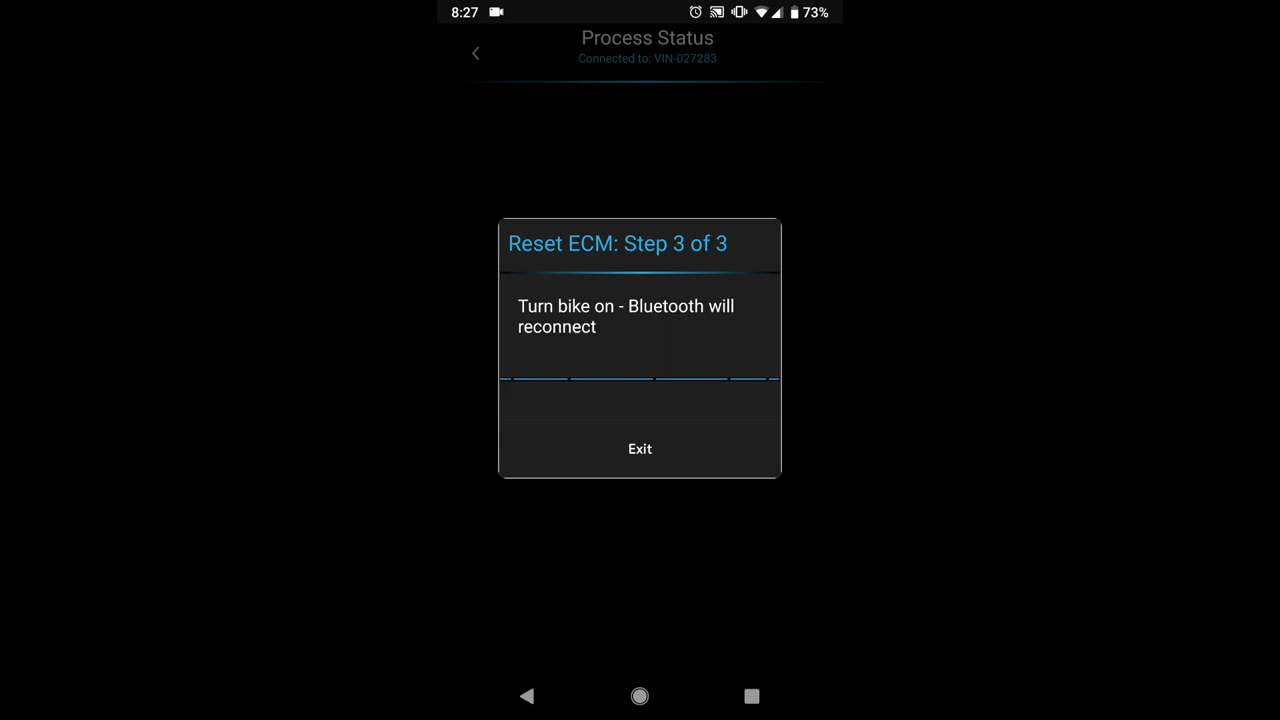 8:27 73%
Process Status
Connected to: VIN-027283
Reset ECM: Step 3 of 3
Turn bike on - Bluetooth will
reconnect
Exit